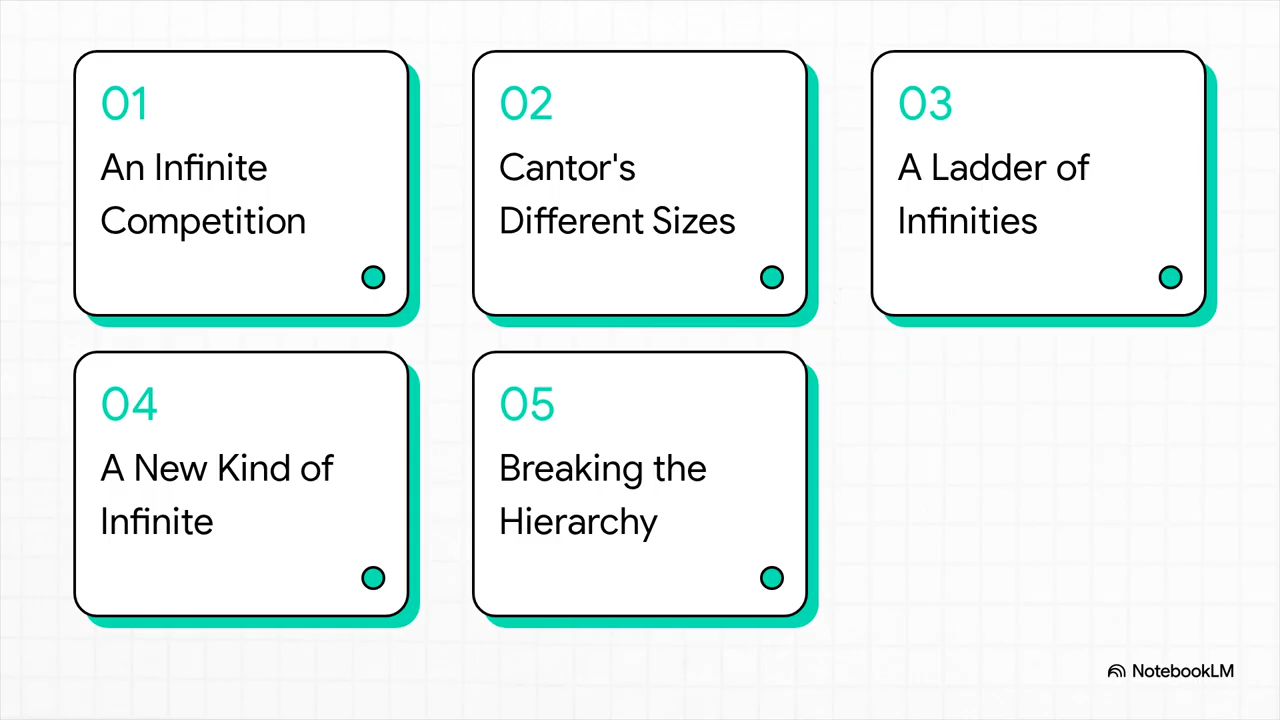 01
An Infinite
Competition
02
Cantor's
Different Sizes
03
A Ladder of
Infinities
04
A New Kind of
Infinite
05
Breaking the
Hierarchy
NotebookLM